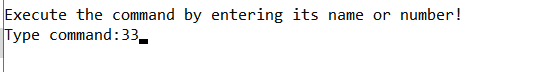 Execute the command by entering its name or number!
Type command:33